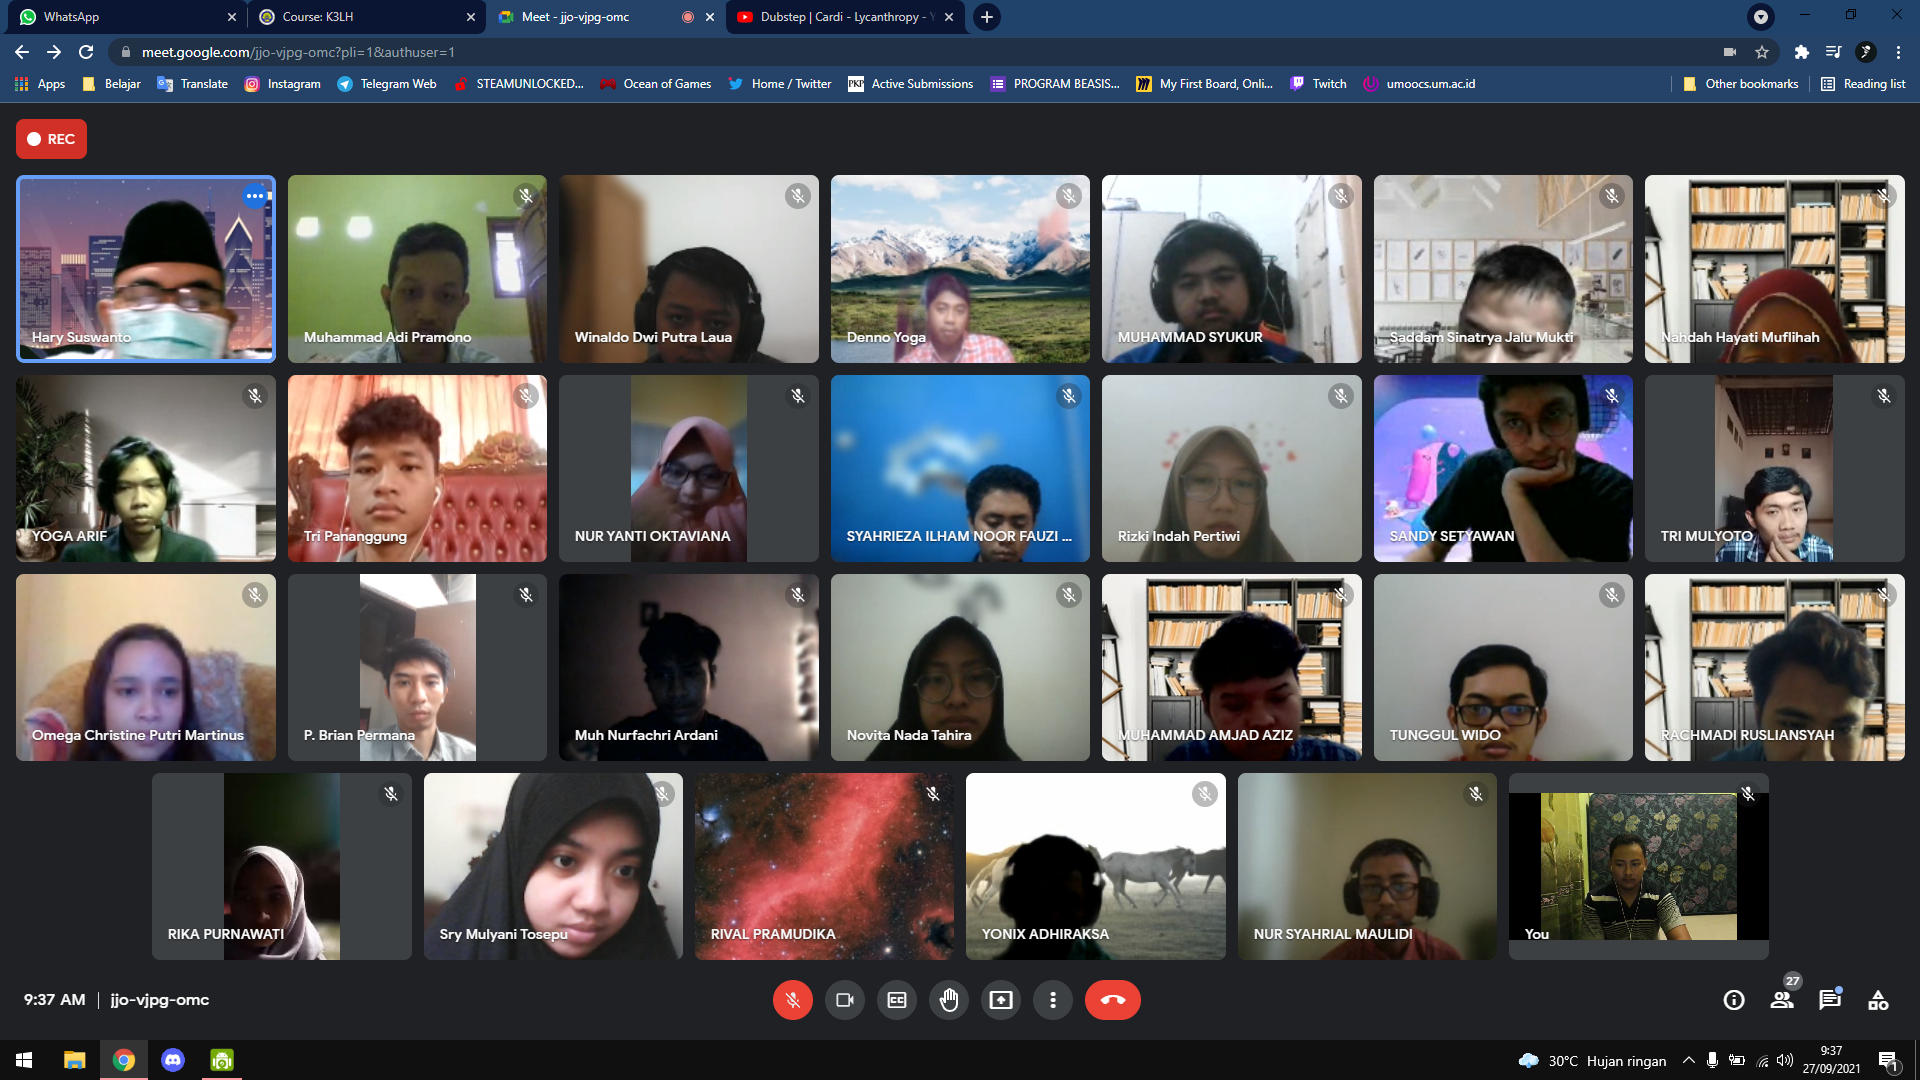 WhatsApp
Course: K3LH
Meet - jjo-vjpg-omc
Dubstep | Cardi - Lycanthropy - Y
meet.google.com/jjo-vjpg-omc?pli=1&authuser=1
Apps
Belajar
Translate
Instagram
Telegram Web
STEAMUNLOCKED...
Ocean of Games
Home / Twitter
PKP
Active Submissions
PROGRAM BEASIS...
My First Board, Onli...
Twitch
umoocs.um.ac.id
Other bookmarks
Reading list
REC
Hary Suswanto
Muhammad Adi Pramono
Winaldo Dwi Putra Laua
Denno Yoga
MUHAMMAD SYUKUR
Saddam Sinatrya Jalu Mukti
Nahdah Hayati Muflihah
YOGA ARIF
Tri Pananggung
NUR YANTI OKTAVIANA
SYAHRIEZA ILHAM NOOR FAUZI ...
Rizki Indah Pertiwi
SANDY SETYAWAN
TRI MULYOTO
Omega Christine Putri Martinus
P. Brian Permana
Muh Nurfachri Ardani
Novita Nada Tahira
MUHAMMAD AMJAD AZIZ
TUNGGUL WIDO
RACHMADI RUSLIANSYAH
RIKA PURNAWATI
Sry Mulyani Tosepu
RIVAL PRAMUDIKA
YONIX ADHIRAKSA
NUR SYAHRIAL MAULIDI
You
9:37 AM | jjo-vjpg-omc
CC
27
30°C Hujan ringan
9:37
27/09/2021
1